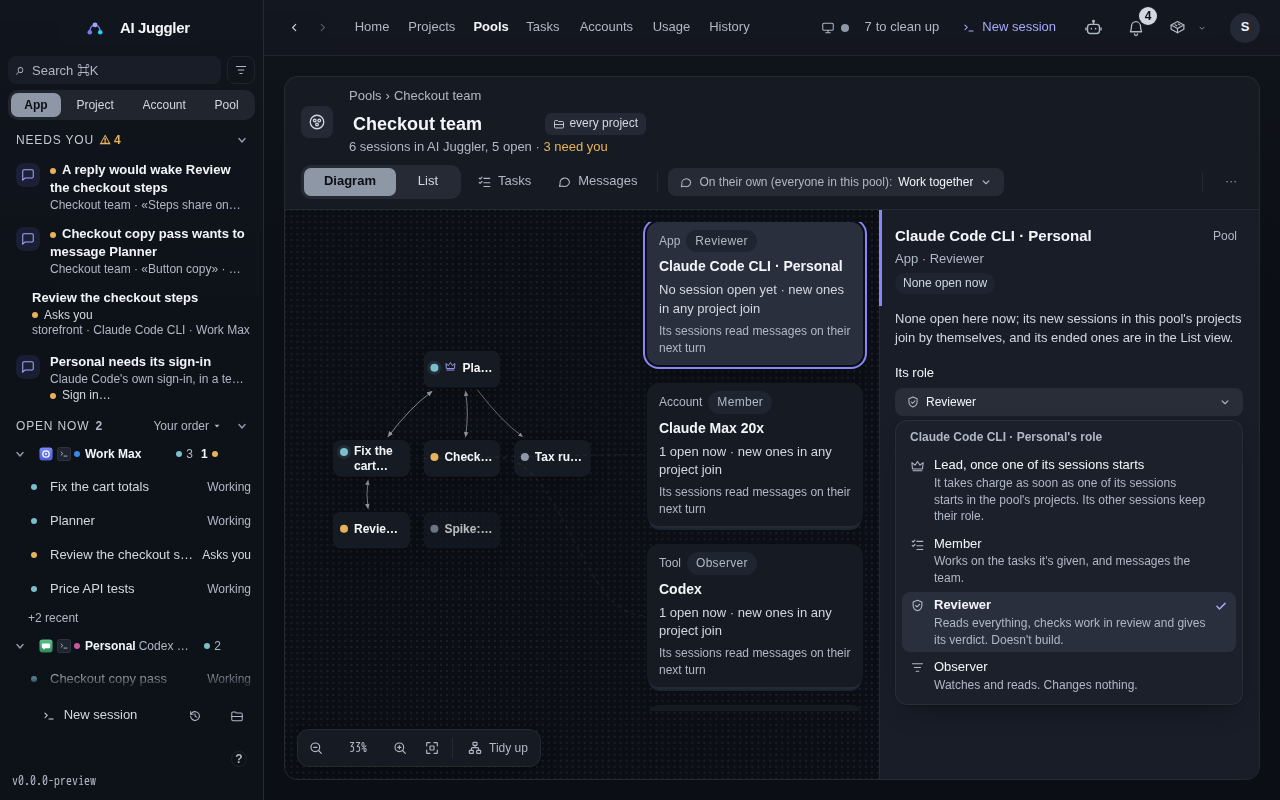 AI Juggler
Search ⌘K
App Project Account Pool
NEEDS YOU 4
A reply would wake Review the checkout steps
Checkout team · «Steps share on…
Checkout copy pass wants to message Planner
Checkout team · «Button copy» · …
Review the checkout steps
Asks you
storefront · Claude Code CLI · Work Max
Personal needs its sign-in
Claude Code's own sign-in, in a te…
Sign in…
OPEN NOW 2 Your order
Work Max 3 1
Fix the cart totals Working
Planner Working
Review the checkout s… Asks you
Price API tests Working
+2 recent
Personal Codex … 2
Checkout copy pass Working
New session
?
v0.0.0-preview
Home Projects Pools Tasks Accounts Usage History
7 to clean up
New session
4
S
Pools › Checkout team
Checkout team every project
6 sessions in AI Juggler, 5 open · 3 need you
Diagram List Tasks Messages On their own (everyone in this pool): Work together …
Pla…
Fix the cart…
Check…
Tax ru…
Revie…
Spike:…
App Reviewer
Claude Code CLI · Personal
No session open yet · new ones in any project join
Its sessions read messages on their next turn
Account Member
Claude Max 20x
1 open now · new ones in any project join
Its sessions read messages on their next turn
Tool Observer
Codex
1 open now · new ones in any project join
Its sessions read messages on their next turn
33% Tidy up
Claude Code CLI · Personal Pool
App · Reviewer
None open now
None open here now; its new sessions in this pool's projects
join by themselves, and its ended ones are in the List view.
Its role
Reviewer
Claude Code CLI · Personal's role
Lead, once one of its sessions starts
It takes charge as soon as one of its sessions
starts in the pool's projects. Its other sessions keep
their role.
Member
Works on the tasks it's given, and messages the
team.
Reviewer
Reads everything, checks work in review and gives
its verdict. Doesn't build.
Observer
Watches and reads. Changes nothing.